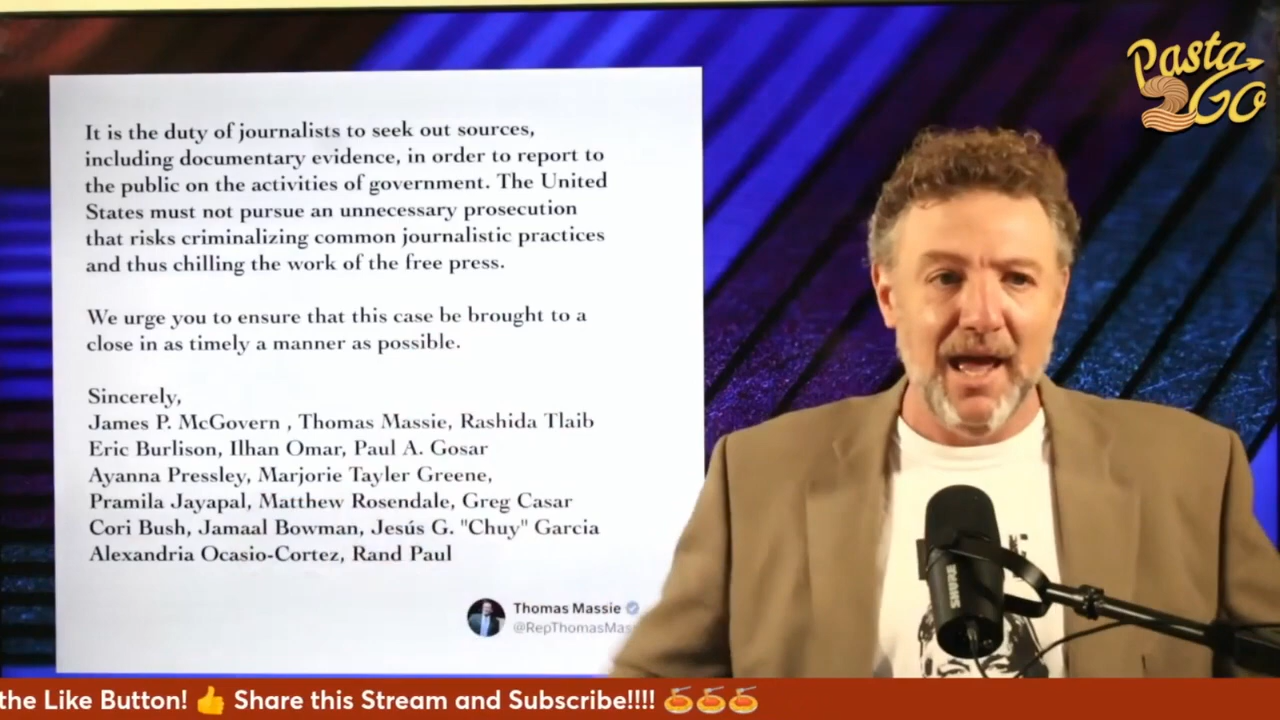 It is the duty of journalists to seek out sources,
including documentary evidence, in order to report to
the public on the activities of government. The United
States must not pursue an unnecessary prosecution
that risks criminalizing common journalistic practices
and thus chilling the work of the free press.
We urge you to ensure that this case be brought to a
close in as timely a manner as possible.
Sincerely,
James P. McGovern , Thomas Massie, Rashida Tlaib
Eric Burlison, Ilhan Omar, Paul A. Gosar
Ayanna Pressley, Marjorie Tayler Greene,
Pramila Jayapal, Matthew Rosendale, Greg Casar
Cori Bush, Jamaal Bowman, Jesús G. "Chuy" Garcia
Alexandria Ocasio-Cortez, Rand Paul
Thomas Massie
@RepThomasMas
Pasta
2GO
SHURE
the Like Button! 👍 Share this Stream and Subscribe!!!! 🍝🍝🍝